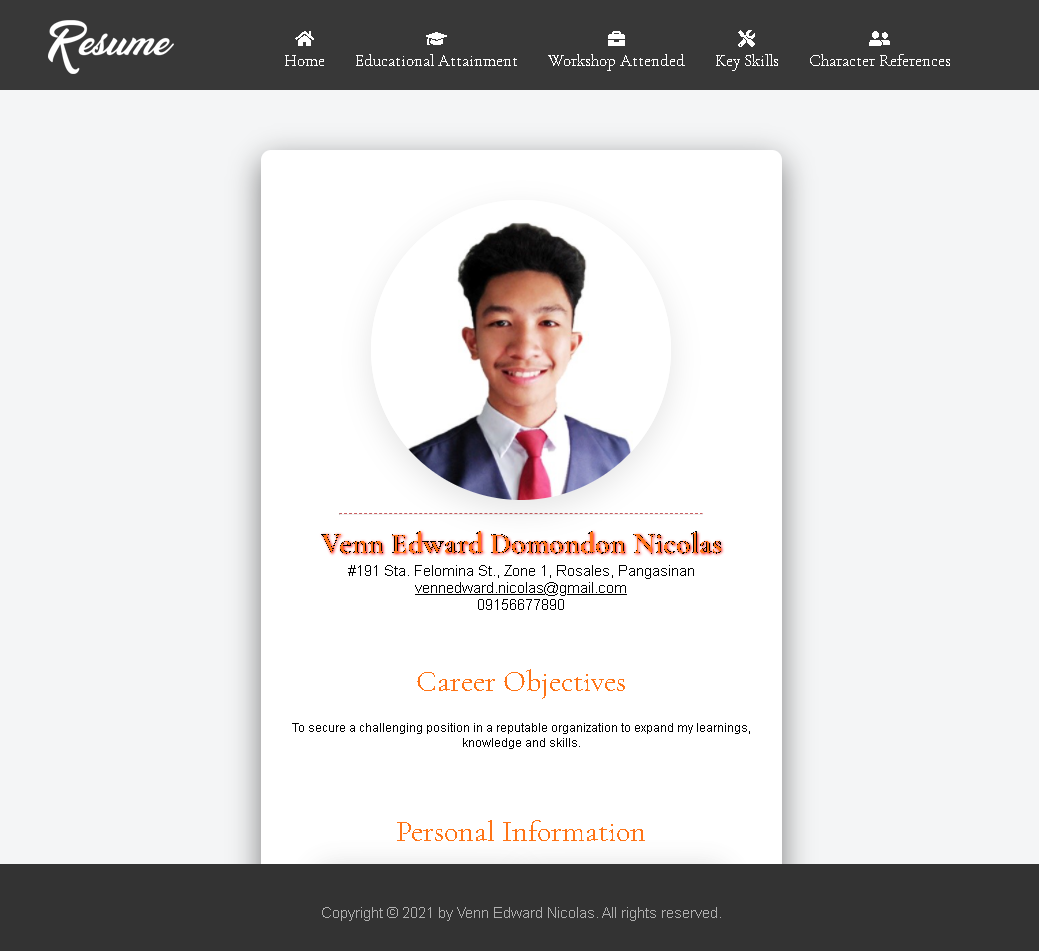 Resume
Home
Educational Attainment
Workshop Attended
Key Skills
Character References
Venn Edward Domondon Nicolas
#191 Sta. Felomina St., Zone 1, Rosales, Pangasinan
vennedward.nicolas@gmail.com
09156677890
Career Objectives
To secure a challenging position in a reputable organization to expand my learnings,
knowledge and skills.
Personal Information
Copyright © 2021 by Venn Edward Nicolas. All rights reserved.